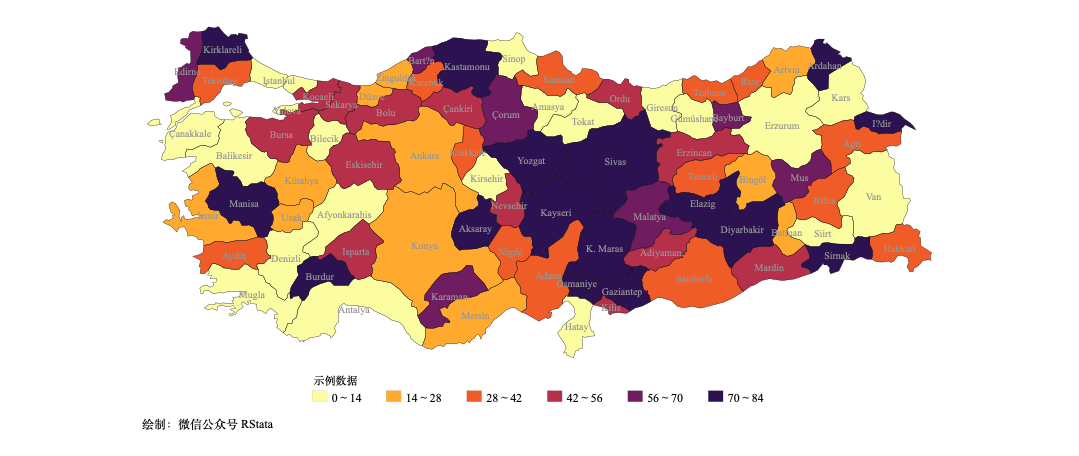 Kirklareli
Edirne
Tekirdag
Istanbul
Kocaeli
Yalova
Sakarya
Düzce
Zinguldak
Bart?n
Karabük
Kastamonu
Sinop
Samsun
Ordu
Giresun
Trabzon
Rize
Artvin
Ardahan
Kars
I?dir
Agri
Erzurum
Bayburt
Gümüshane
Tokat
Amasya
Çorum
Çankiri
Bolu
Bilecik
Bursa
Çanakkale
Balikesir
Kütahya
Eskisehir
Ankara
Kinkkale
Kirsehir
Yozgat
Sivas
Erzincan
Tunceli
Bingöl
Mus
Bitlis
Van
Hakkari
Sirnak
Siirt
Batman
Diyarbakir
Elazig
Malatya
Kayseri
Nevsehir
Aksaray
Konya
Afyonkarahis
Usak
Manisa
Izmir
Aydin
Denizli
Isparta
Burdur
Mugla
Antalya
Karaman
Mersin
Nigde
Adana
K. Maras
Osmaniye
Gaziantep
Kilis
Hatay
Adiyaman
Sanliurfa
Mardin
示例数据
0 ~ 14 14 ~ 28 28 ~ 42 42 ~ 56 56 ~ 70 70 ~ 84
绘制：微信公众号 RStata